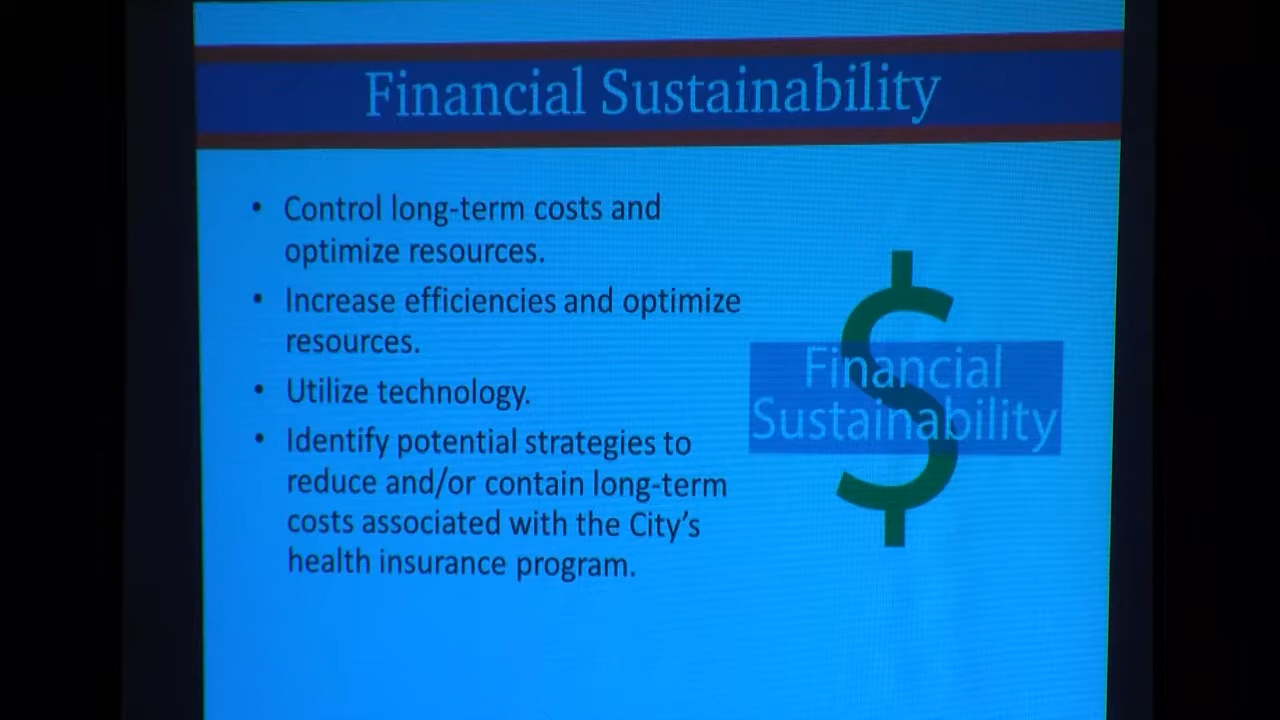 Financial Sustainability
• Control long-term costs and
optimize resources.
• Increase efficiencies and optimize
resources.
• Utilize technology.
• Identify potential strategies to
reduce and/or contain long-term
costs associated with the City's
health insurance program.
$
Financial
Sustainability